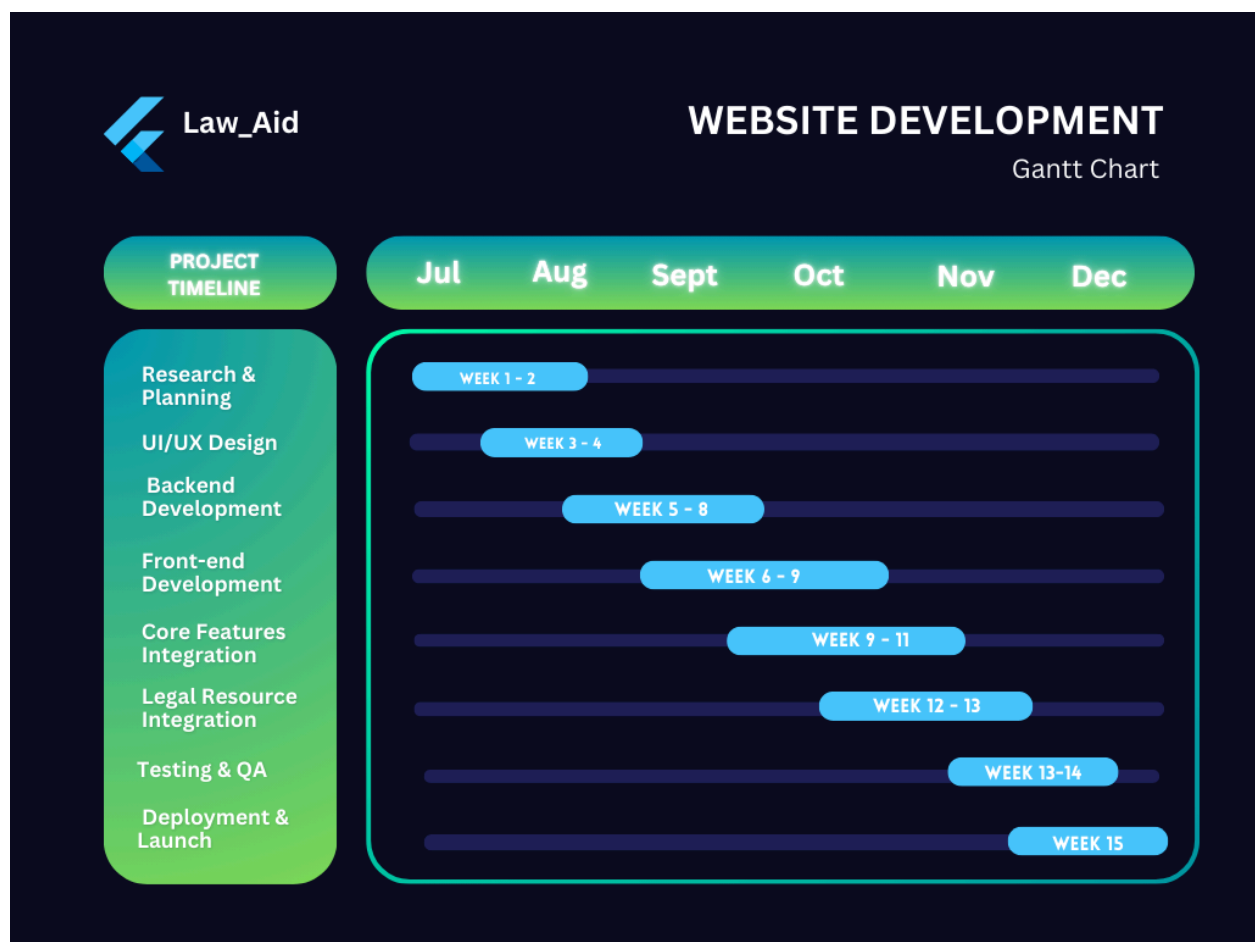 Law_Aid
WEBSITE DEVELOPMENT
Gantt Chart
PROJECT
TIMELINE
Jul Aug Sept Oct Nov Dec
Research &
Planning
WEEK 1 - 2
UI/UX Design
WEEK 3 - 4
Backend
Development
WEEK 5 - 8
Front-end
Development
WEEK 6 - 9
Core Features
Integration
WEEK 9 - 11
Legal Resource
Integration
WEEK 12 - 13
Testing & QA
WEEK 13-14
Deployment &
Launch
WEEK 15